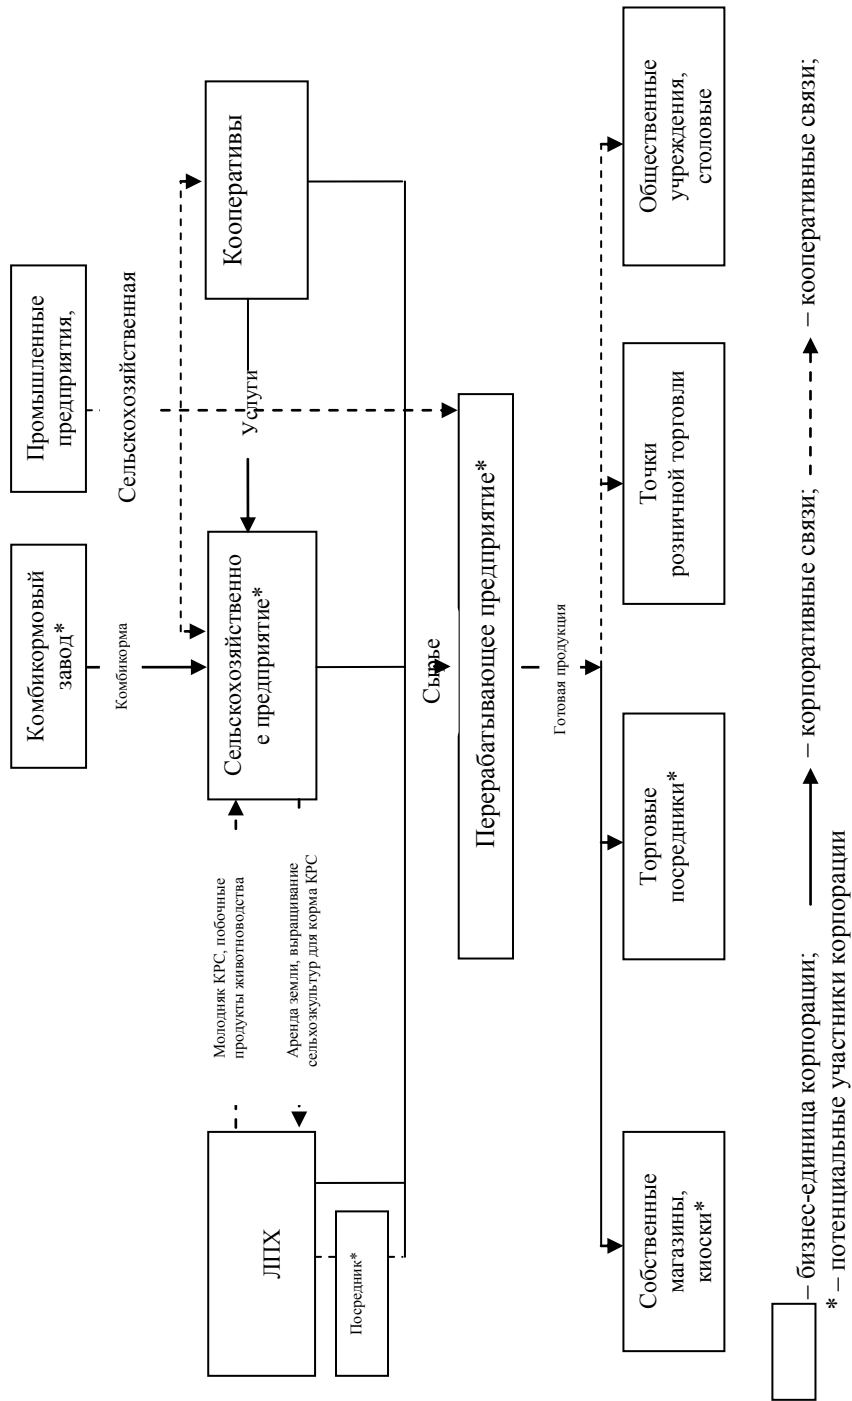 Комбикормовый
завод*
Промышленные
предприятия,
Комбикорма
Сельскохозяйственная
ЛПХ
Молодняк КРС, побочные
продукты животноводства
Аренда земли, выращивание
сельхозкультур для корма КРС
Сельскохозяйственно
е предприятие*
Услуги
Кооперативы
Посредник*
Сырье
Перерабатывающее предприятие*
Готовая продукция
Собственные
магазины,
киоски*
Торговые
посредники*
Точки
розничной торговли
Общественные
учреждения,
столовые
– бизнес-единица корпорации;
– корпоративные связи;
– кооперативные связи;
* – потенциальные участники корпорации